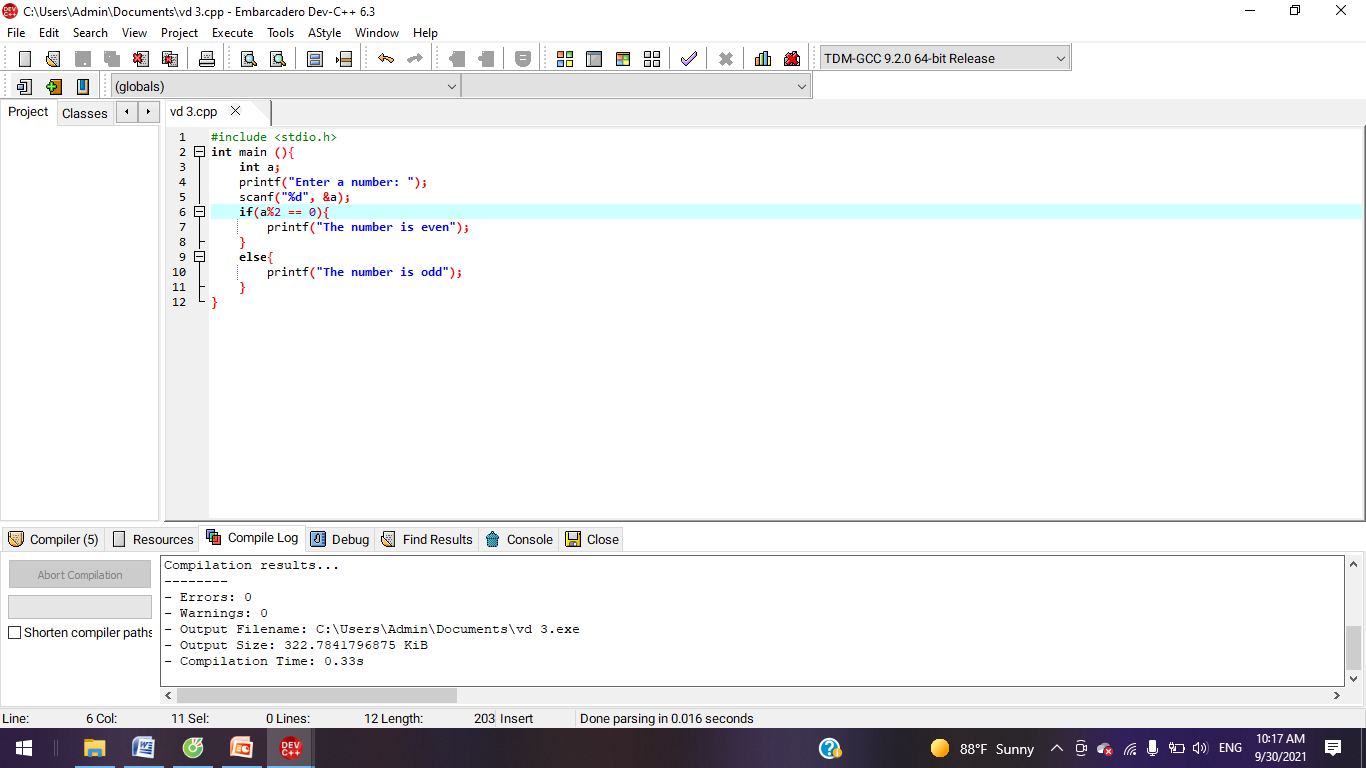 C:\Users\Admin\Documents\vd 3.cpp - Embarcadero Dev-C++ 6.3
File Edit Search View Project Execute Tools AStyle Window Help
TDM-GCC 9.2.0 64-bit Release
(globals)
Project Classes
vd 3.cpp
1 #include <stdio.h>
2 int main (){
3 int a;
4 printf("Enter a number: ");
5 scanf("%d", &a);
6 if(a%2 == 0){
7 printf("The number is even");
8 }
9 else{
10 printf("The number is odd");
11 }
12 }
Compiler (5) Resources Compile Log Debug Find Results Console Close
Abort Compilation
Shorten compiler paths
Compilation results...
--------
- Errors: 0
- Warnings: 0
- Output Filename: C:\Users\Admin\Documents\vd 3.exe
- Output Size: 322.7841796875 KiB
- Compilation Time: 0.33s
Line: 6 Col: 11 Sel: 0 Lines: 12 Length: 203 Insert Done parsing in 0.016 seconds
DEV C++
88°F Sunny
ENG
10:17 AM
9/30/2021